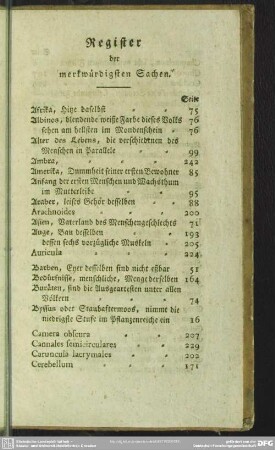 Register
der
merkwürdigsten Sachen.
Seite
Afrika, Hitze daselbst 75
Albinos, blendende weiße Farbe dieses Volks 76
sehen am hellsten im Mondenschein 76
Alter des Lebens, die verschiedenen des
Menschen in Parallele 99
Ambra, 242
Amerika, Dummheit seiner ersten Bewohner 85
Anfang der ersten Menschen und Wachsthum
im Mutterleibe 95
Araber, leises Gehör desselben 88
Arachnoides 200
Asien, Vaterland des Menschengeschlechts 71
Auge, Bau desselben 193
dessen sechs vorzügliche Muskeln 205
Auricula 224
Barben, Eyer desselben sind nicht eßbar 51
Bedürfnisse, menschliche, Menge derselben 164
Buräten, sind die Ausgeartesten unter allen
Völkern 74
Byssus oder Staubaftermoos, nimmt die
niedrigste Stufe im Pflanzenreiche ein 16
Camera obscura 207
Cannales semicirculares 229
Caruncula lacrymales 202
Cerebellum 171